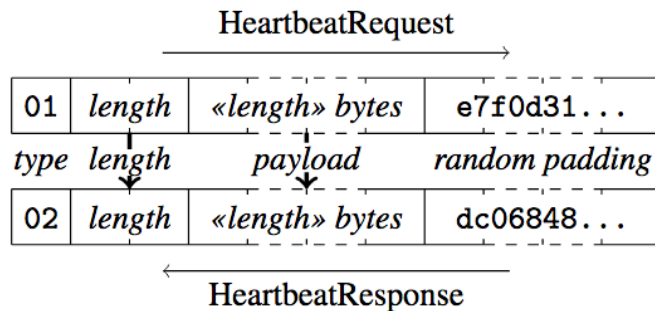 HeartbeatRequest
01 length «length» bytes e7f0d31...
type length payload random padding
02 length «length» bytes dc06848...
HeartbeatResponse